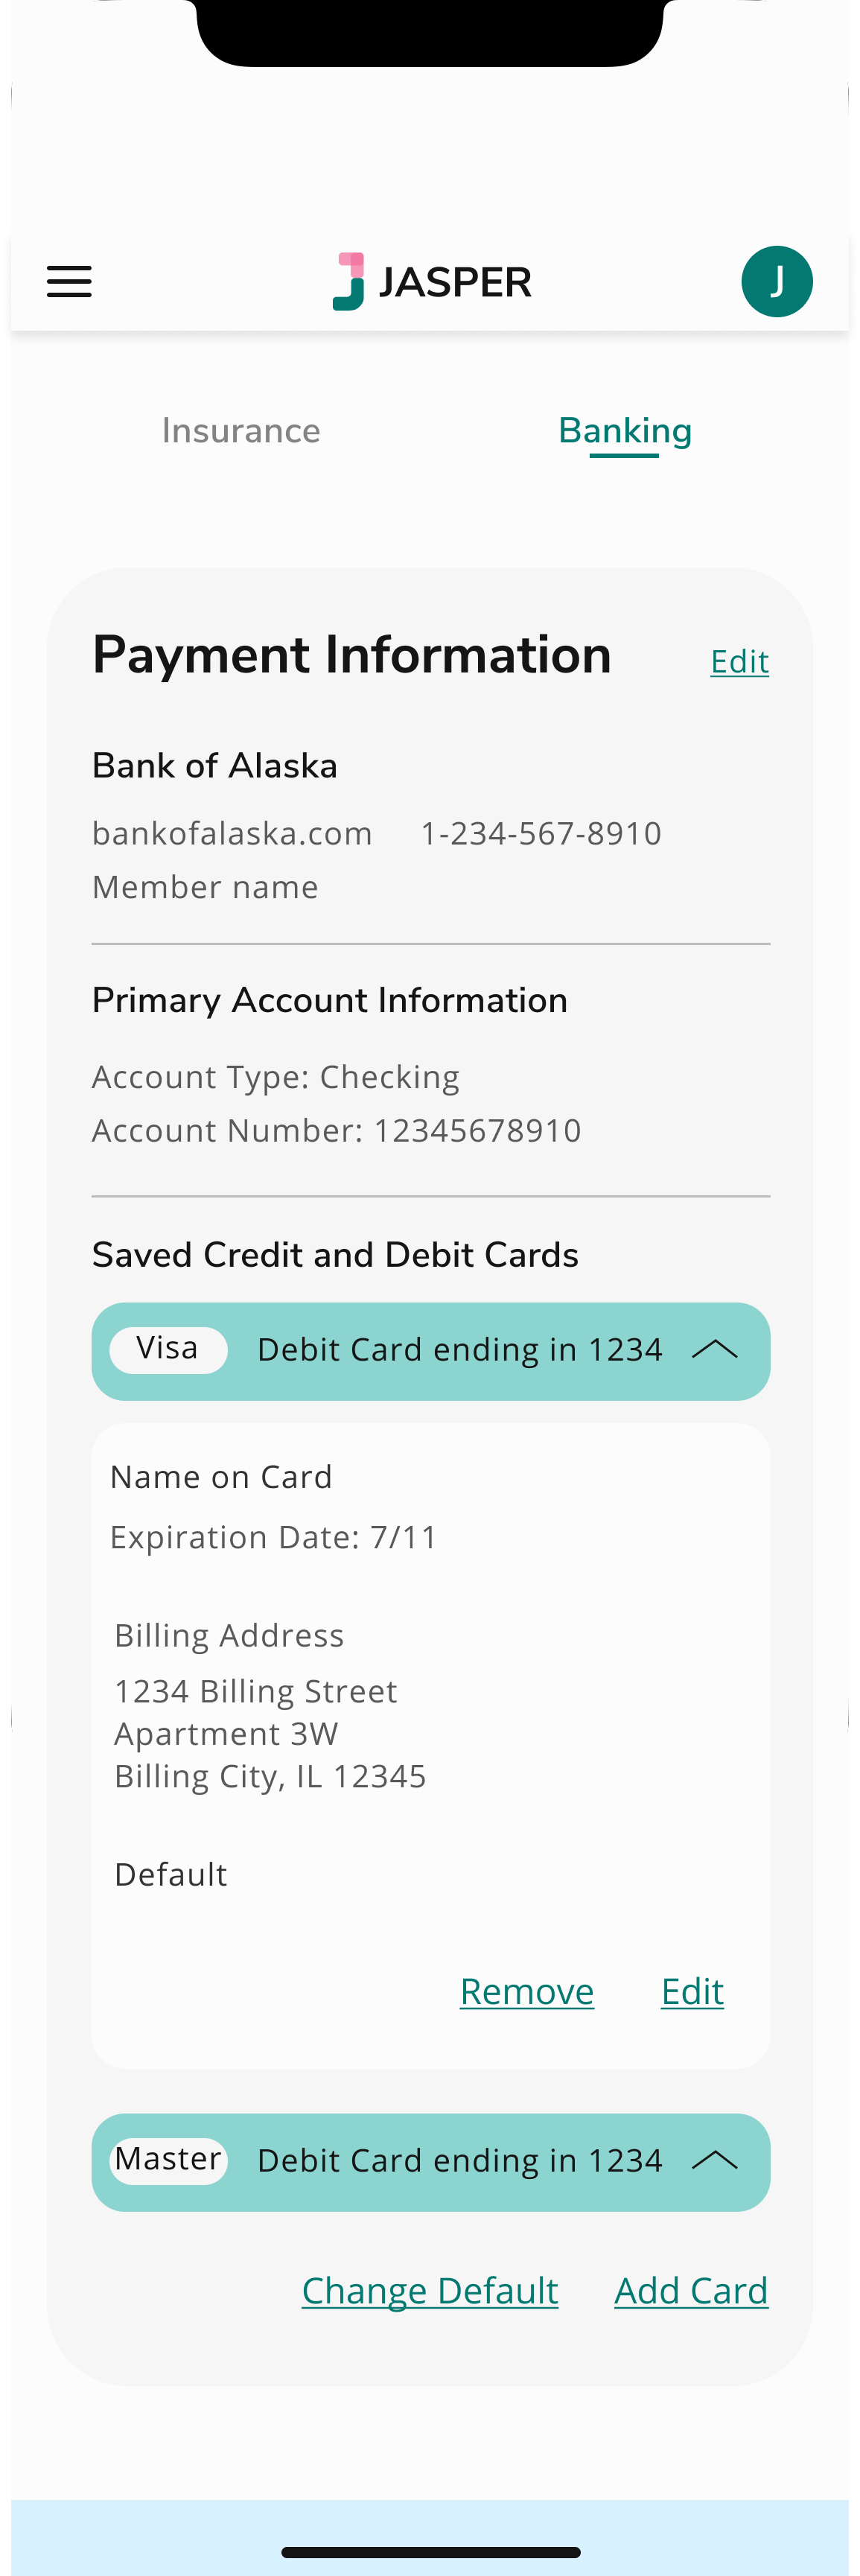 JASPER
J
Insurance
Banking
Payment Information
Edit
Bank of Alaska
bankofalaska.com 1-234-567-8910
Member name
Primary Account Information
Account Type: Checking
Account Number: 12345678910
Saved Credit and Debit Cards
Visa Debit Card ending in 1234
Name on Card
Expiration Date: 7/11
Billing Address
1234 Billing Street
Apartment 3W
Billing City, IL 12345
Default
Remove Edit
Master Debit Card ending in 1234
Change Default Add Card